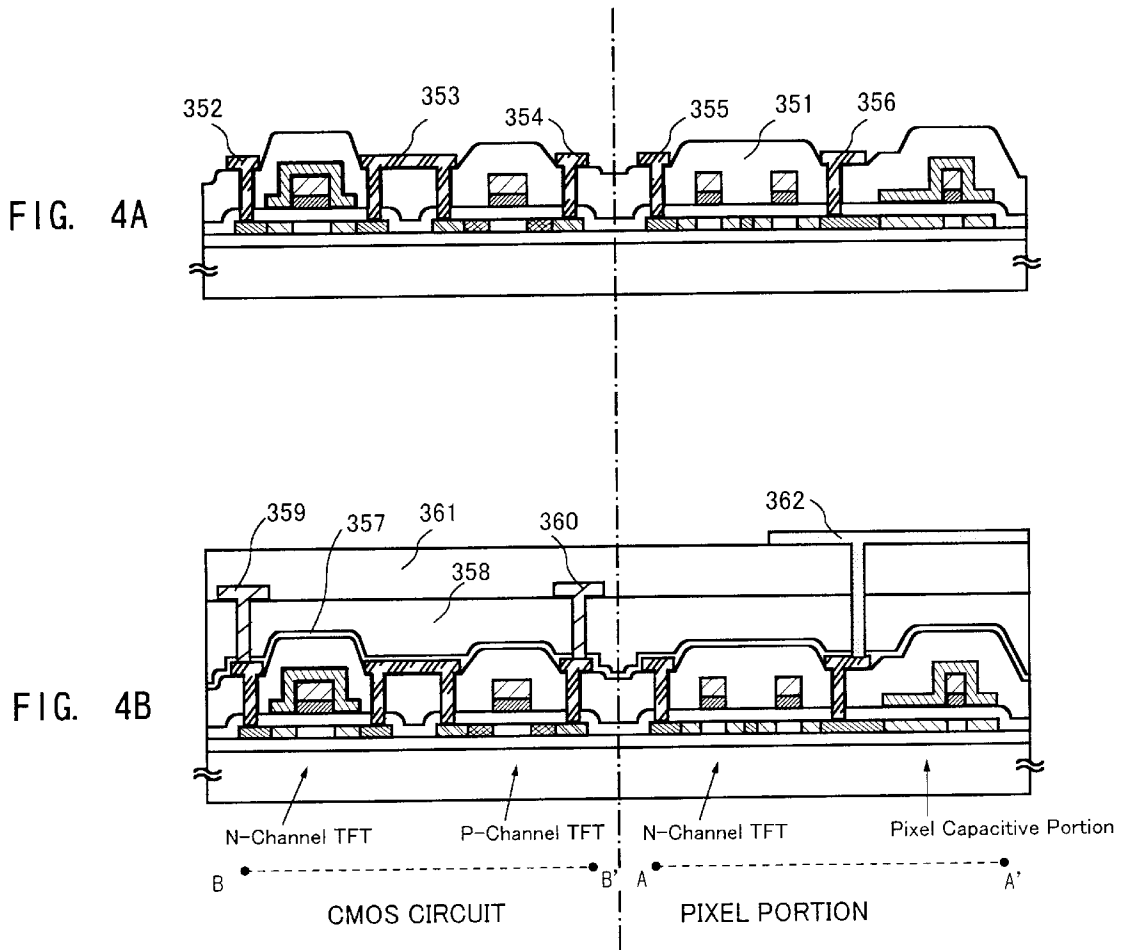 352
353
354
355
351
356
FIG. 4A
359
357
361
358
360
362
FIG. 4B
N-Channel TFT
P-Channel TFT
N-Channel TFT
Pixel Capacitive Portion
B
B'
A
A'
CMOS CIRCUIT
PIXEL PORTION